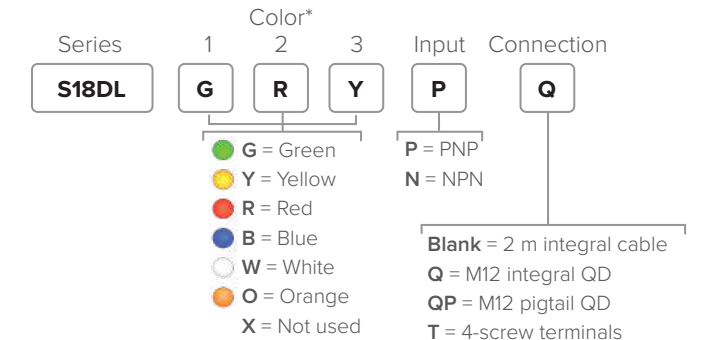 Color*
Series 1 2 3 Input Connection
S18DL G R Y P Q
G = Green
Y = Yellow
R = Red
B = Blue
W = White
O = Orange
X = Not used
P = PNP
N = NPN
Blank = 2 m integral cable
Q = M12 integral QD
QP = M12 pigtail QD
T = 4-screw terminals